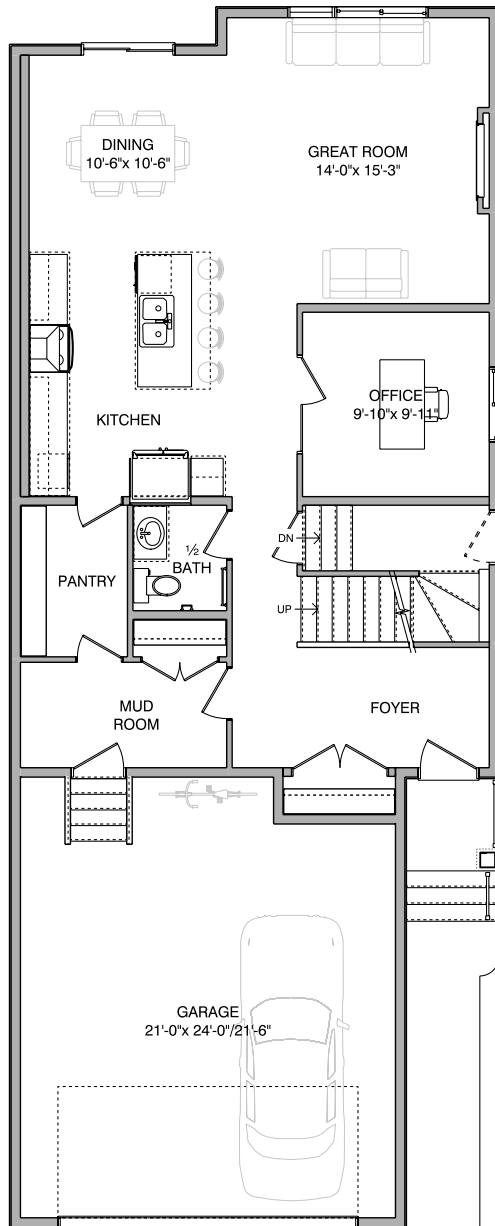 DINING
10'-6"x 10'-6"
GREAT ROOM
14'-0"x 15'-3"
OFFICE
9'-10"x 9'-11"
KITCHEN
DN
½
BATH
PANTRY
UP
MUD
ROOM
FOYER
GARAGE
21'-0"x 24'-0"/21'-6"